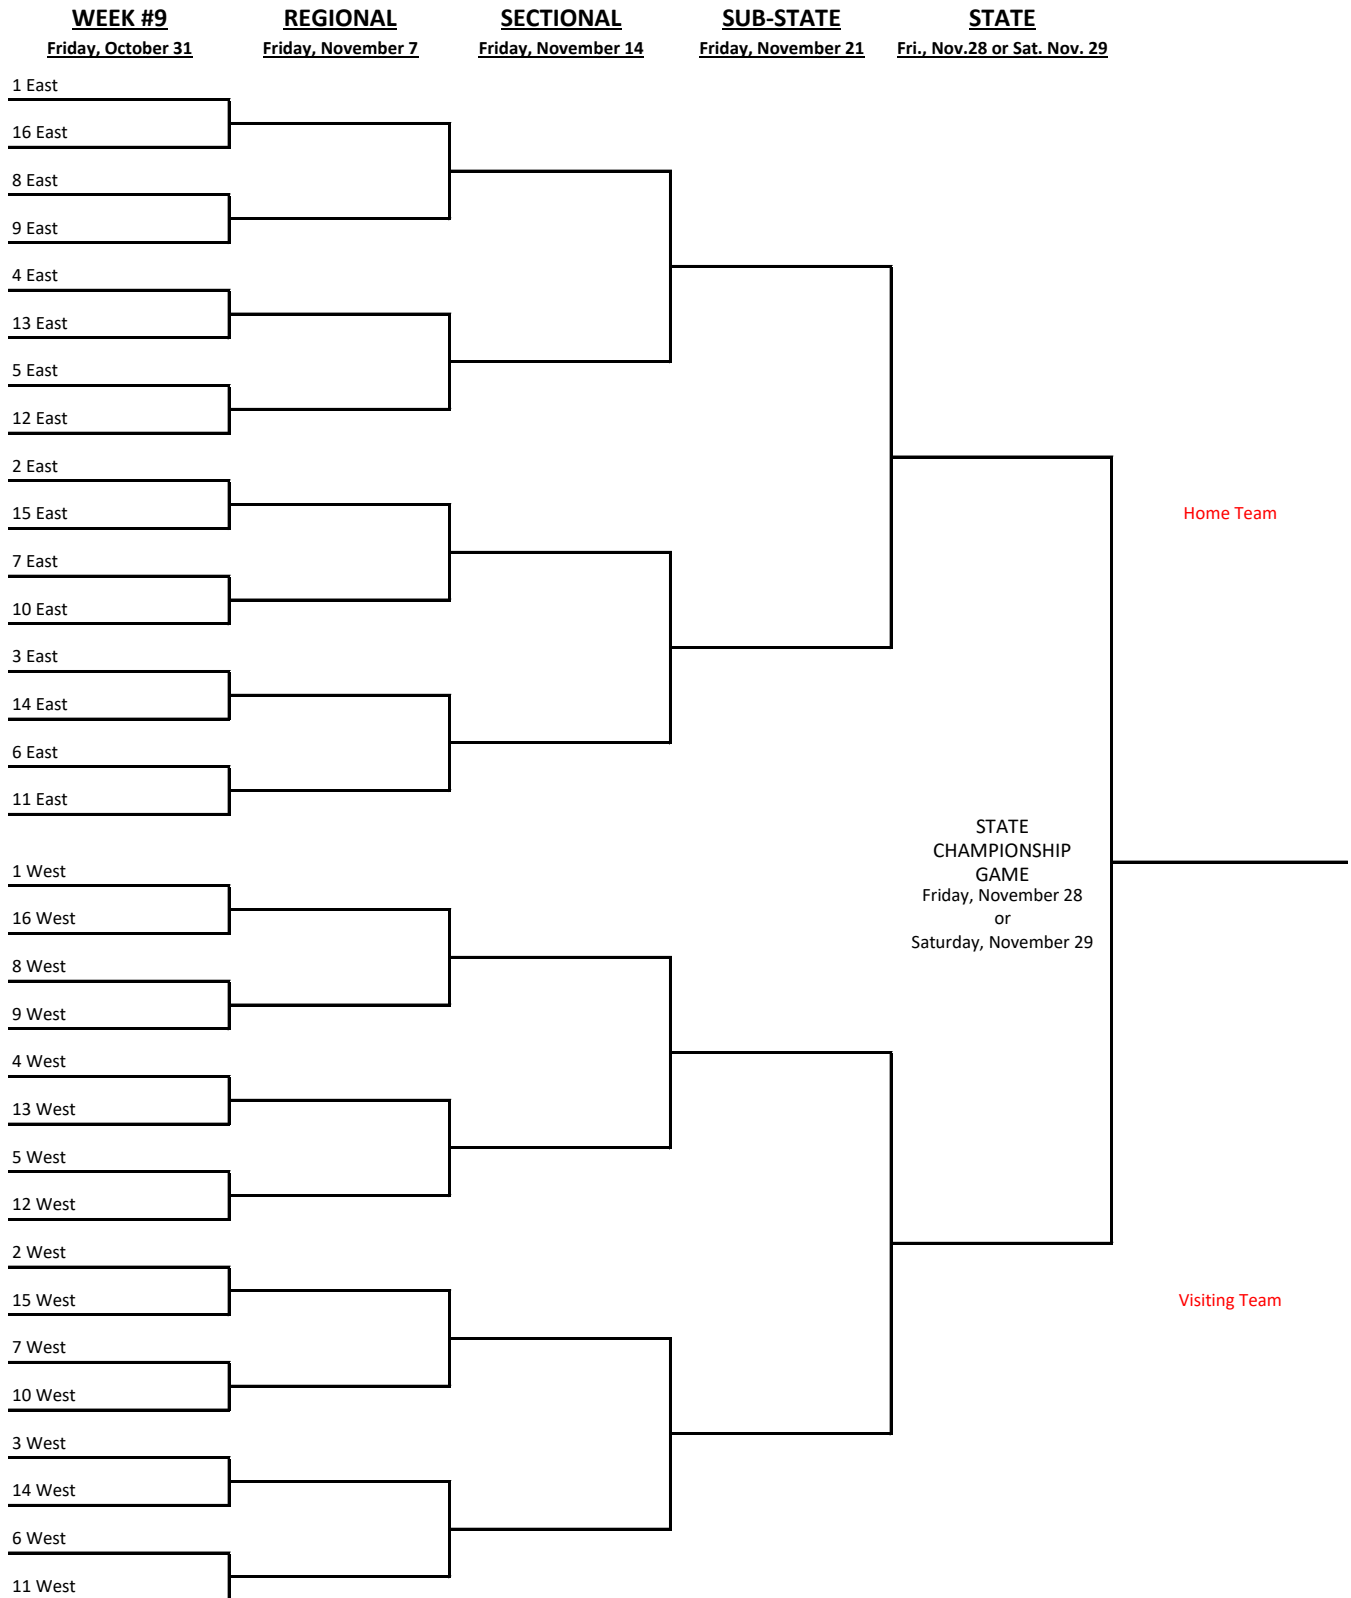 WEEK #9
REGIONAL
SECTIONAL
SUB-STATE
STATE
Friday, October 31
Friday, November 7
Friday, November 14
Friday, November 21
Fri., Nov.28 or Sat. Nov. 29
1 East
16 East
8 East
9 East
4 East
13 East
5 East
12 East
2 East
15 East
Home Team
7 East
10 East
3 East
14 East
6 East
11 East
STATE
CHAMPIONSHIP
GAME
Friday, November 28
or
Saturday, November 29
1 West
16 West
8 West
9 West
4 West
13 West
5 West
12 West
2 West
15 West
Visiting Team
7 West
10 West
3 West
14 West
6 West
11 West